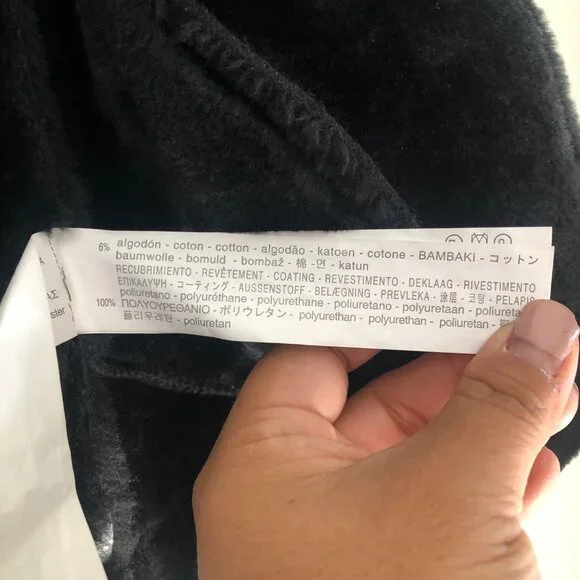 6% algodón - coton - cotton - algodão - katoen - cotone - BAMBAKI - コットン
baumwolle - bomuld - bombaž - 棉 - 면 - katun
RECUBRIMIENTO - REVÊTEMENT - COATING - REVESTIMENTO - DEKLAAG - RIVESTIMENTO
ΕΠΙΚΑΛΥΨΗ - コーティング - AUSSENSTOFF - BELÆGNING - PREVLEKA - 涂层 - 코딩 - PELAPIS
poliuretano - polyuréthane - polyurethane - poliuretano - polyurethaan - poliuretano
100% ΠΟΛΥΟΥΡΕΘΑΝΙΟ - ポリウレタン - polyurethan - polyurethan - poliuretan -
폴리우레탄 - poliuretan
A
ΑΣ
ster